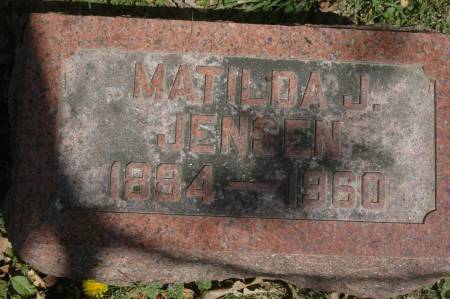 MATILDA J.
JENSEN
1894 — 1960